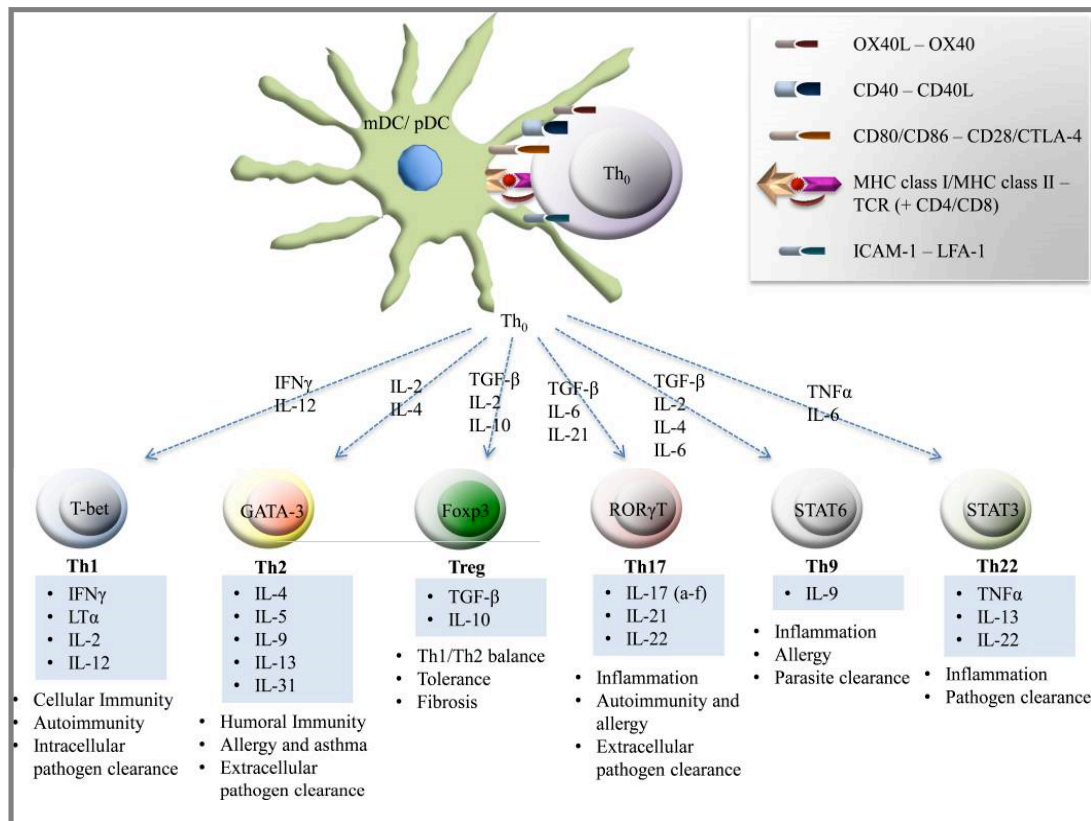 mDC/ pDC
Th₀
OX40L – OX40
CD40 – CD40L
CD80/CD86 – CD28/CTLA-4
MHC class I/MHC class II –
TCR (+ CD4/CD8)
ICAM-1 – LFA-1
Th₀
IFNγ
IL-12
IL-2
IL-4
TGF-β
IL-2
IL-10
TGF-β
IL-6
IL-21
TGF-β
IL-2
IL-4
IL-6
TNFα
IL-6
T-bet
Th1
• IFNγ
• LTα
• IL-2
• IL-12
• Cellular Immunity
• Autoimmunity
• Intracellular
pathogen clearance
GATA-3
Th2
• IL-4
• IL-5
• IL-9
• IL-13
• IL-31
• Humoral Immunity
• Allergy and asthma
• Extracellular
pathogen clearance
Foxp3
Treg
• TGF-β
• IL-10
• Th1/Th2 balance
• Tolerance
• Fibrosis
RORγT
Th17
• IL-17 (a-f)
• IL-21
• IL-22
• Inflammation
• Autoimmunity and
allergy
• Extracellular
pathogen clearance
STAT6
Th9
• IL-9
• Inflammation
• Allergy
• Parasite clearance
STAT3
Th22
• TNFα
• IL-13
• IL-22
• Inflammation
• Pathogen clearance